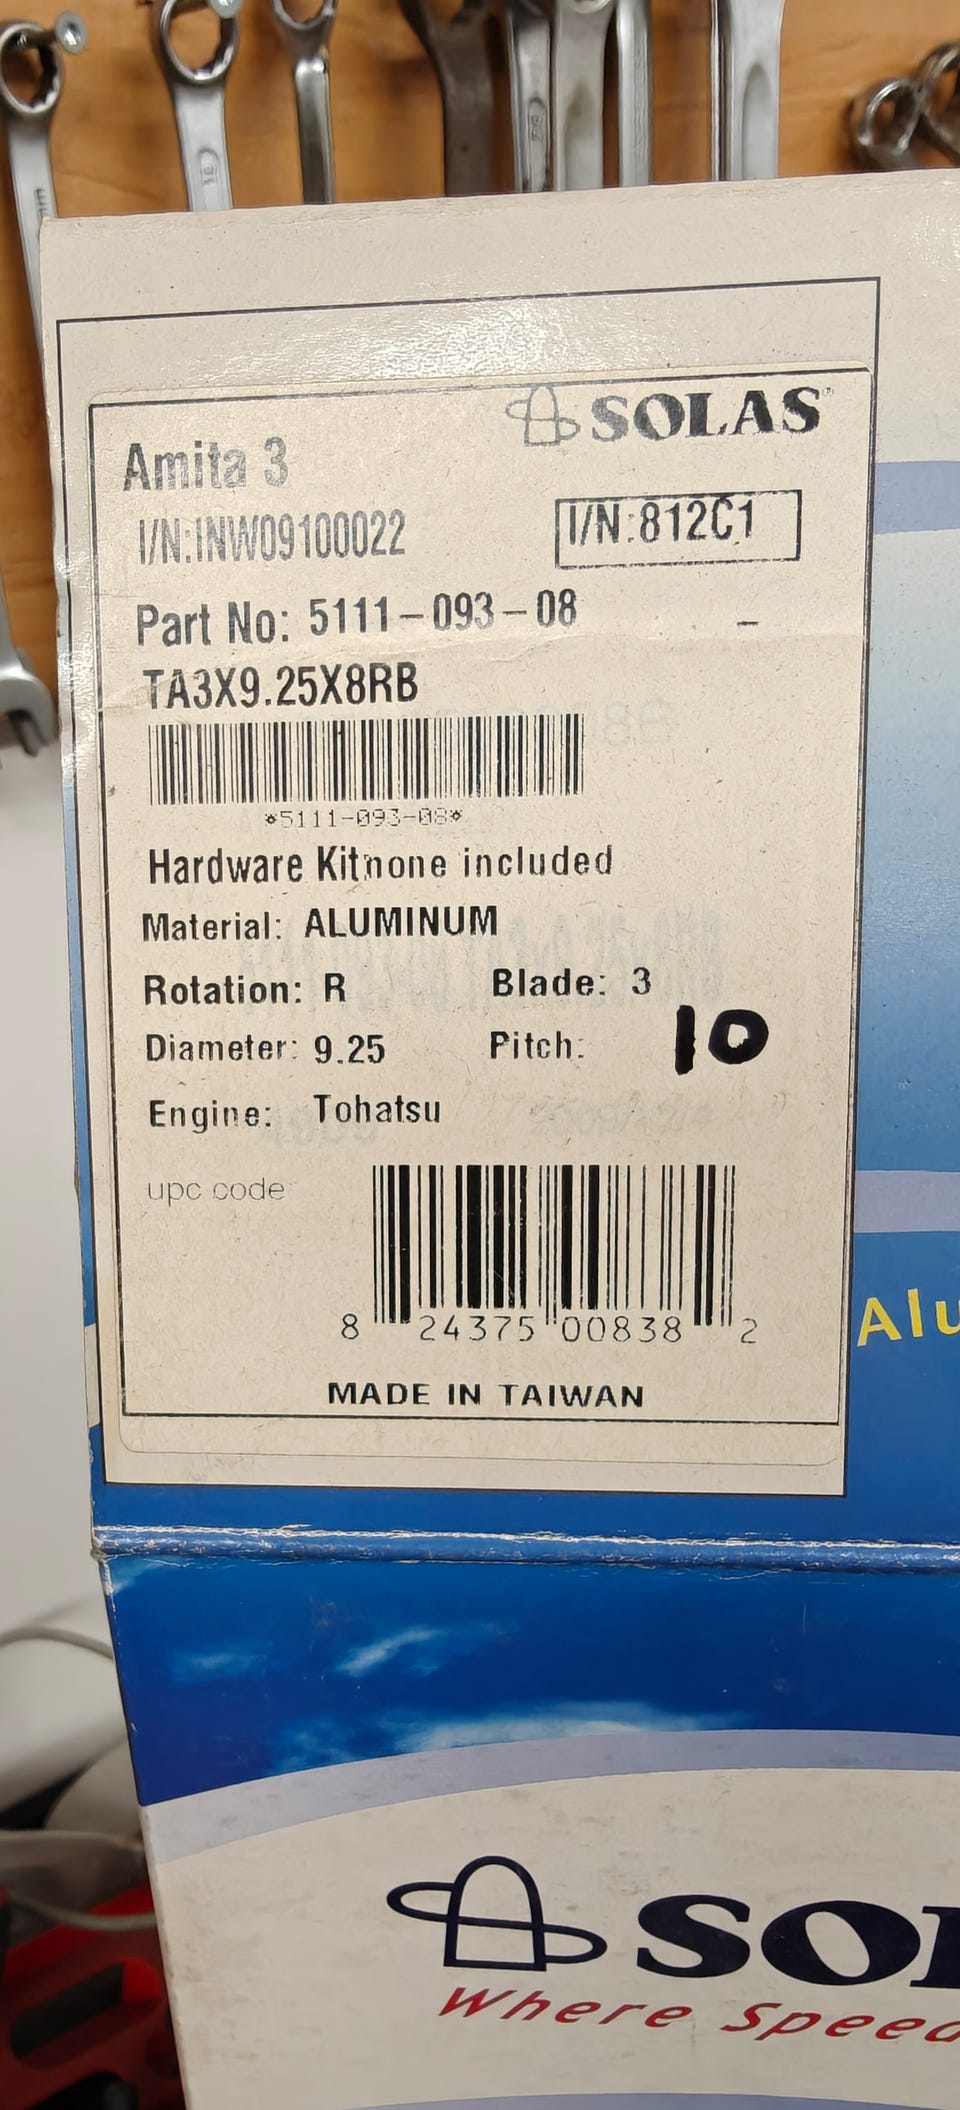 SOLAS
Amita 3
I/N:INW09100022
I/N:812C1
Part No: 5111-093-08 -
TA3X9.25X8RB
*5111-093-08*
Hardware Kit:none included
Material: ALUMINUM
Rotation: R Blade: 3
Diameter: 9.25 Pitch: 10
Engine: Tohatsu
upc code
8 24375 00838 2
MADE IN TAIWAN
Alu
SOL
Where Speed